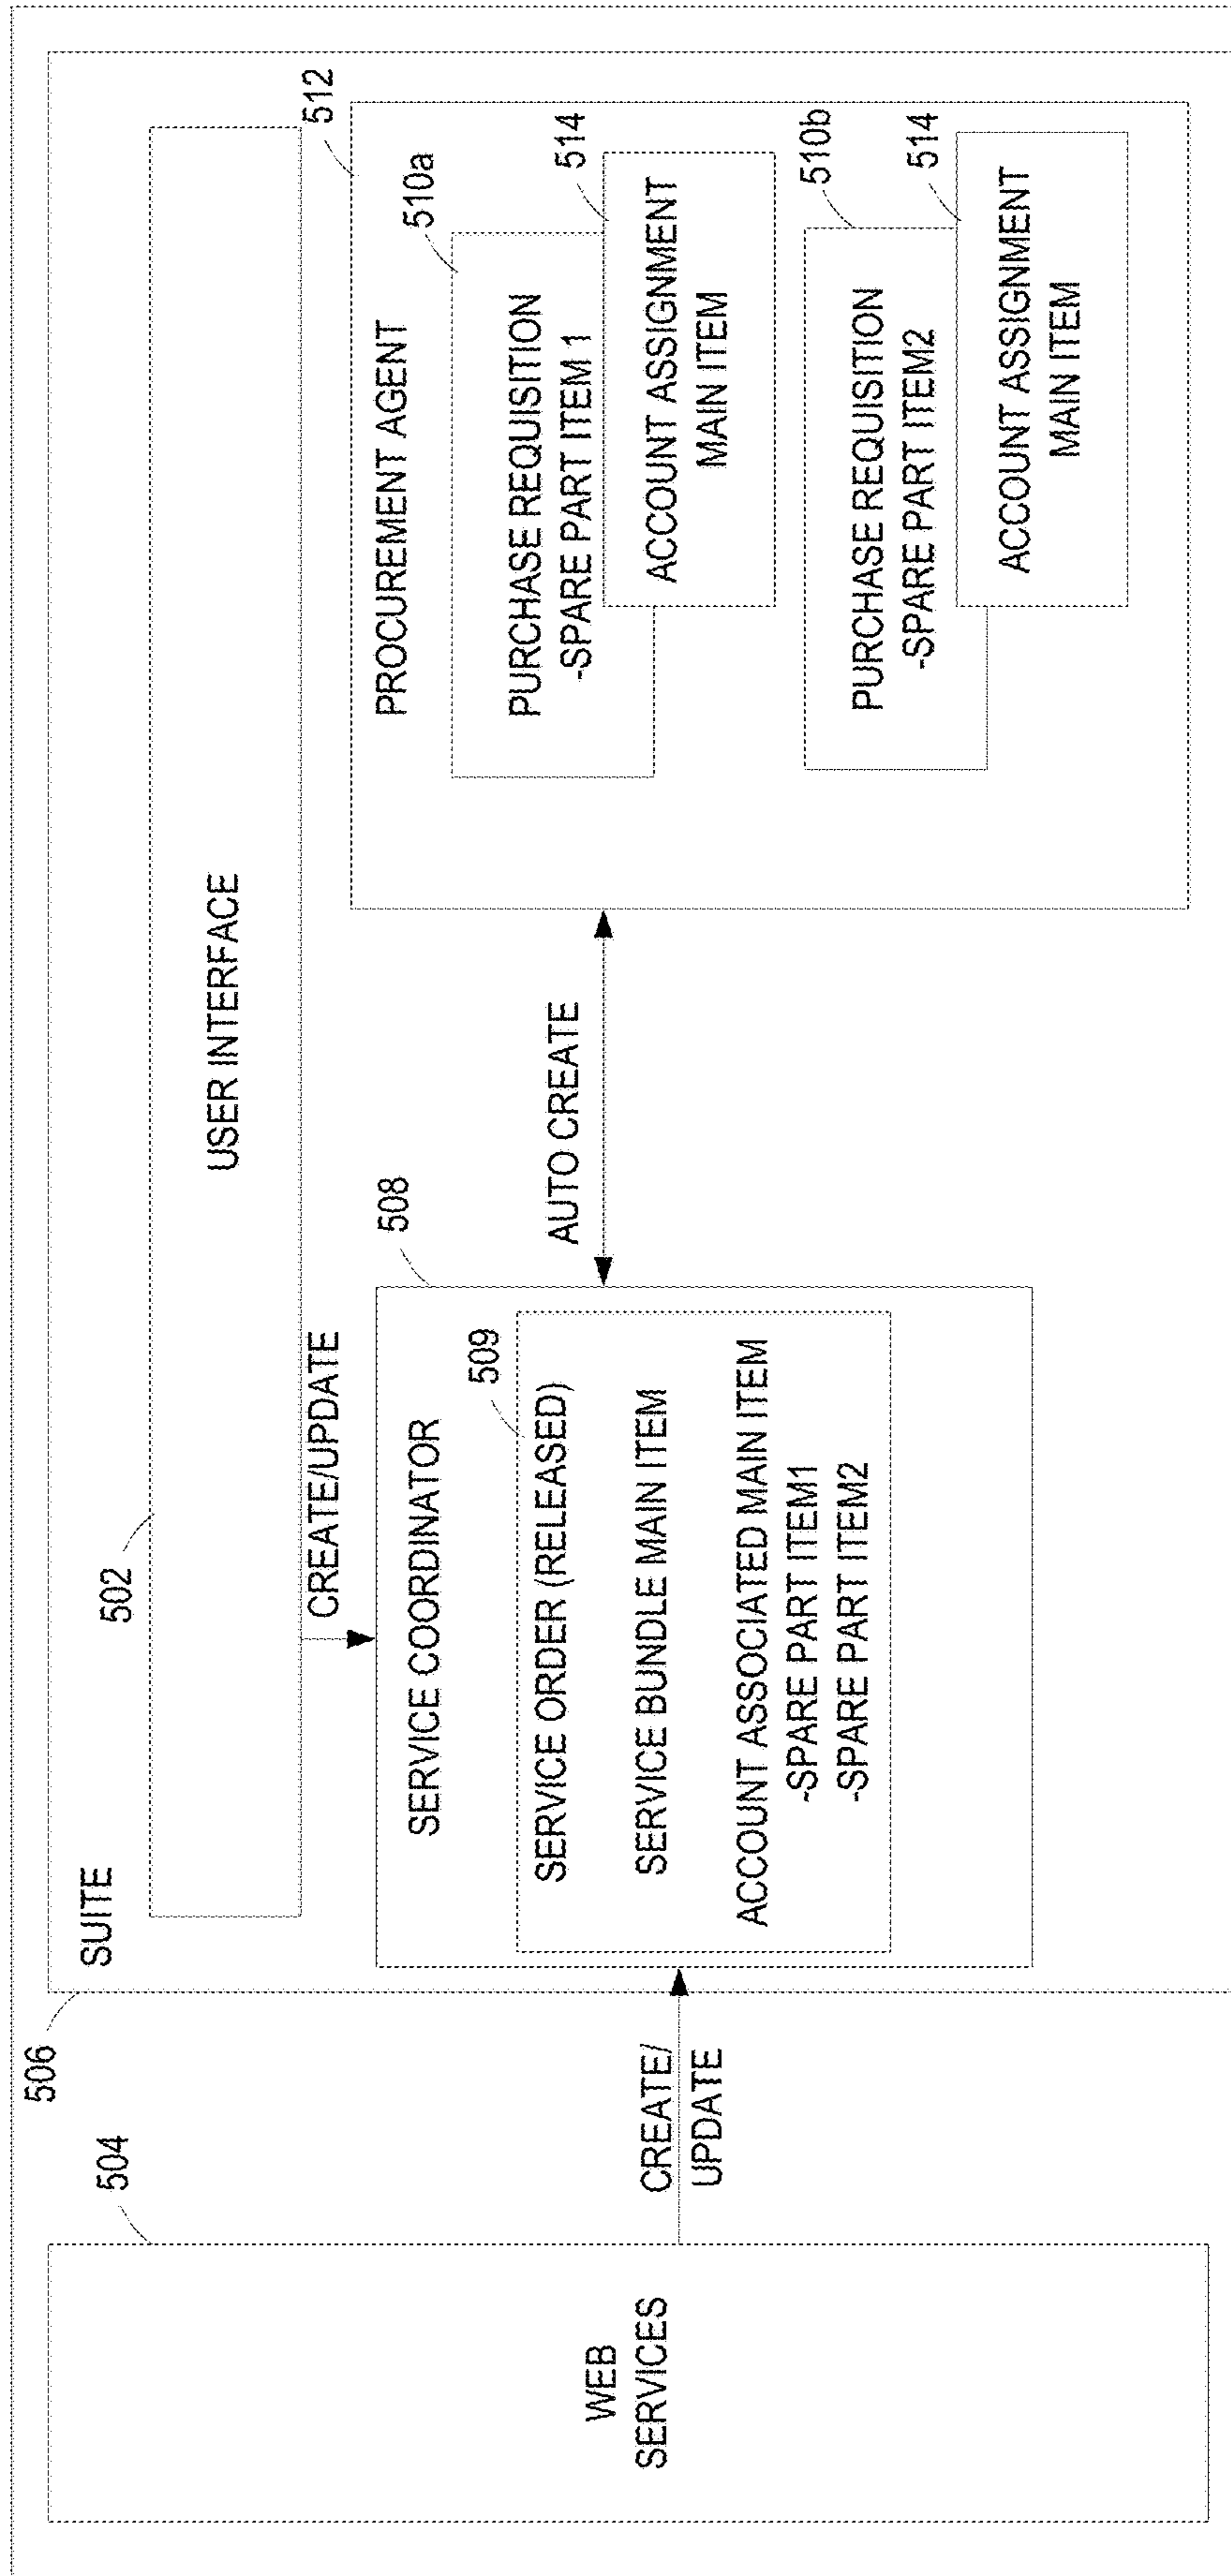 506
SUITE
502
USER INTERFACE
504
WEB
SERVICES
CREATE/
UPDATE
CREATE/UPDATE
508
SERVICE COORDINATOR
509
SERVICE ORDER (RELEASED)
SERVICE BUNDLE MAIN ITEM
ACCOUNT ASSOCIATED MAIN ITEM
-SPARE PART ITEM1
-SPARE PART ITEM2
AUTO CREATE
512
PROCUREMENT AGENT
510a
PURCHASE REQUISITION
-SPARE PART ITEM 1
514
ACCOUNT ASSIGNMENT
MAIN ITEM
510b
PURCHASE REQUISITION
-SPARE PART ITEM2
514
ACCOUNT ASSIGNMENT
MAIN ITEM